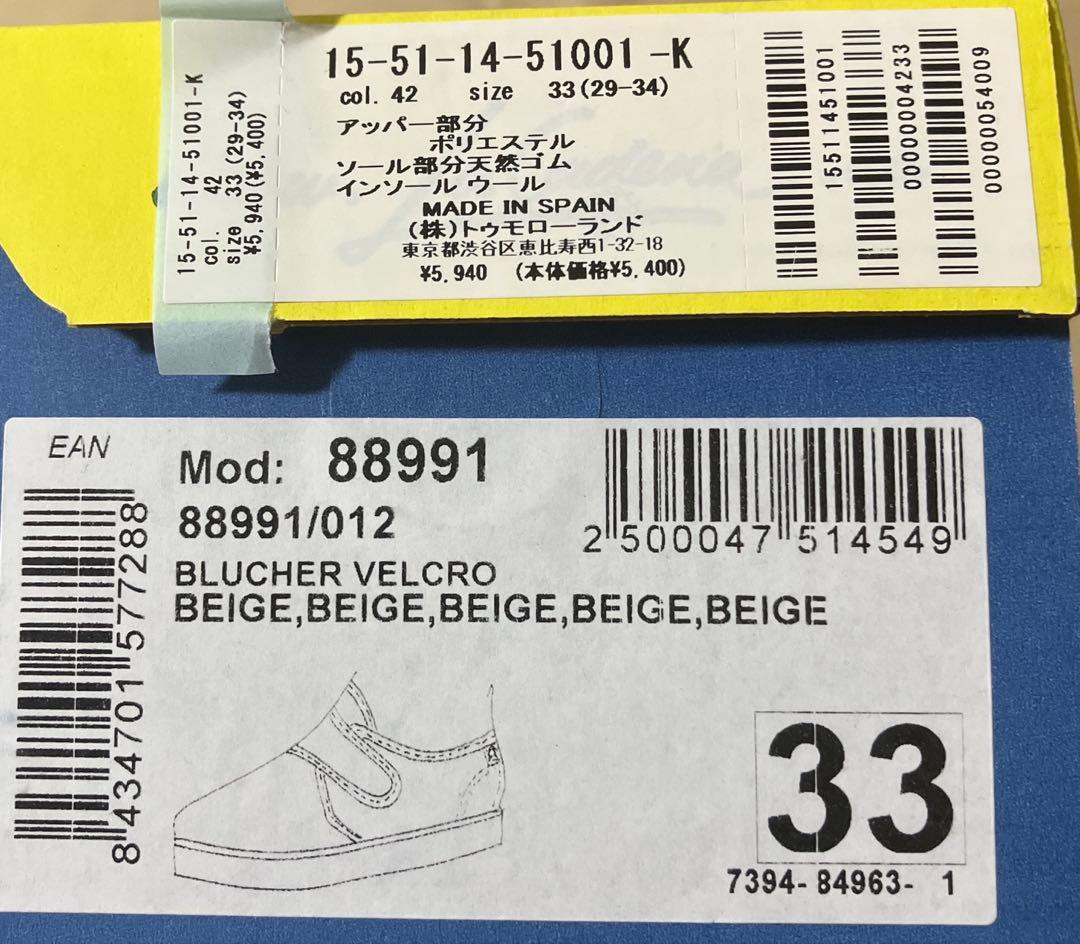 15-51-14-51001-K
col. 42
size 33 (29-34)
¥5,940 (¥5,400)
15-51-14-51001 -K
col. 42 size 33(29-34)
アッパー部分
ポリエステル
ソール部分天然ゴム
インソール ウール
MADE IN SPAIN
(株)トゥモローランド
東京都渋谷区恵比寿西1-32-18
¥5,940 (本体価格¥5,400)
15511451001
0000004233
0000054009
EAN
8 434701 577288
Mod: 88991
88991/012
BLUCHER VELCRO
BEIGE,BEIGE,BEIGE,BEIGE,BEIGE
2 500047 514549
33
7394- 84963- 1